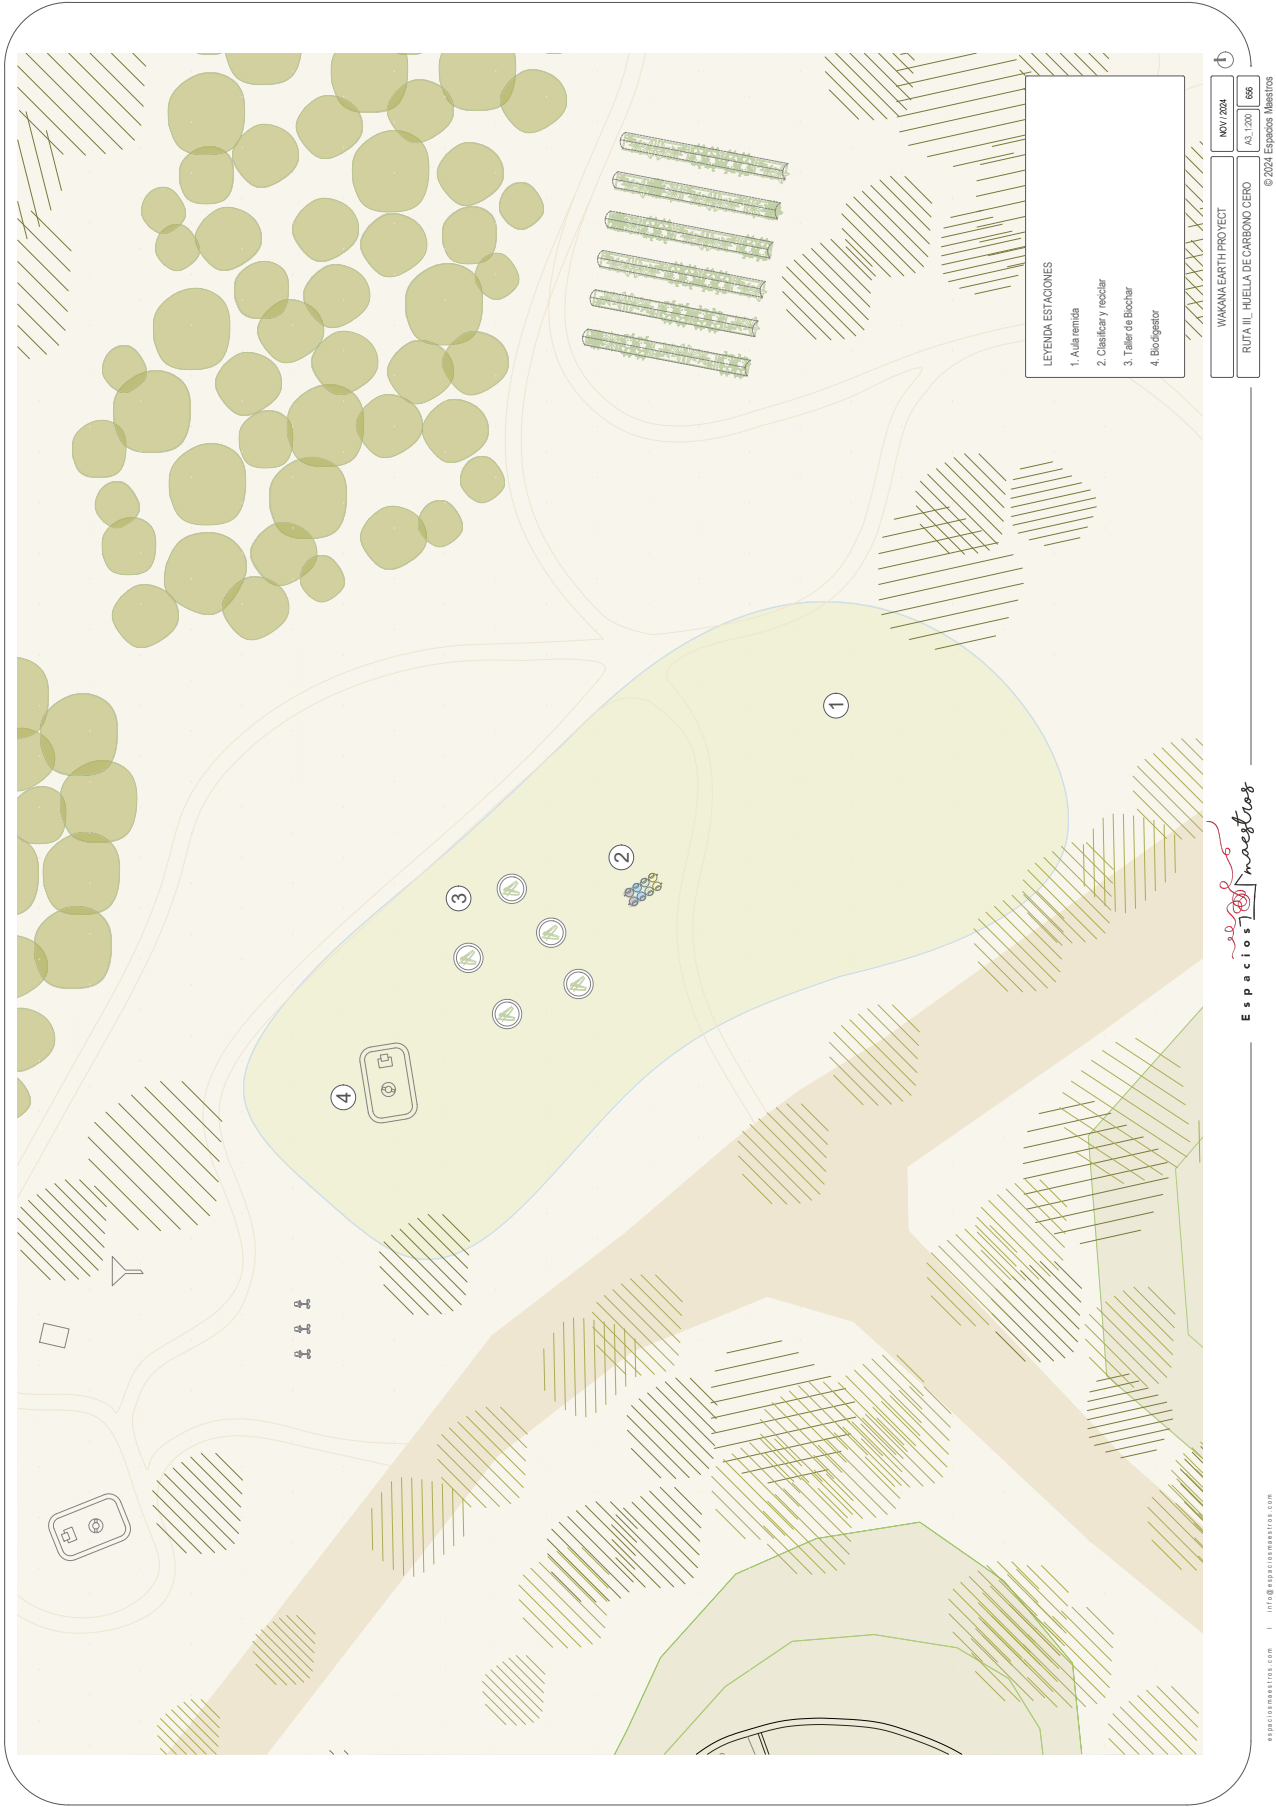 4
3
2
1
LEYENDA ESTACIONES
1. Aula remida
2. Clasificar y reciclar
3. Taller de Biochar
4. Biodigestor
WAKANA EARTH PROYECT
NOV / 2024
RUTA III_ HUELLA DE CARBONO CERO
A3_1:200
656
Espacios maestros
espaciosmaestros.com | info@espaciosmaestros.com
© 2024 Espacios Maestros